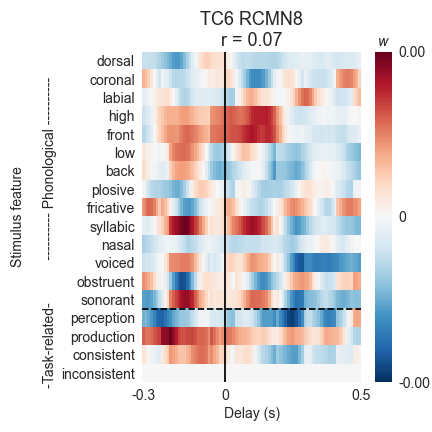 TC6 RCMN8
r = 0.07
w
dorsal
coronal
labial
high
front
low
back
plosive
fricative
syllabic
nasal
voiced
obstruent
sonorant
perception
production
consistent
inconsistent
Stimulus feature
-Task-related- ----------- Phonological ----------
-0.3
0
0.5
Delay (s)
0.00
0
-0.00